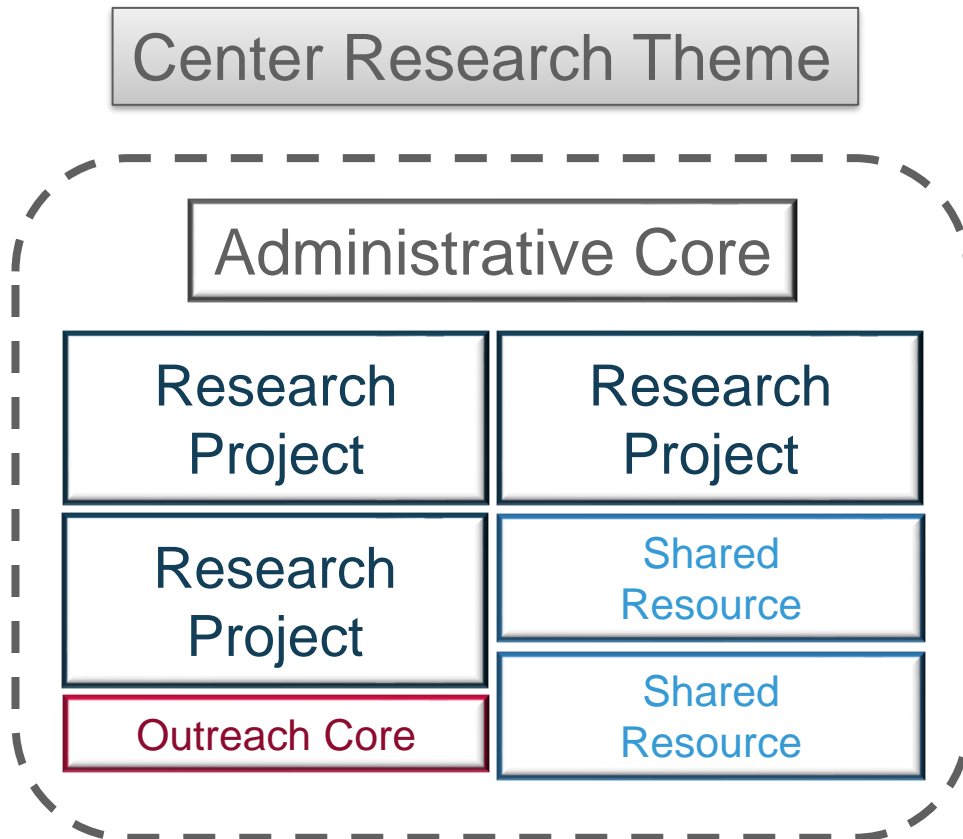 Center Research Theme
Administrative Core
Research
Project
Research
Project
Research
Project
Shared
Resource
Outreach Core
Shared
Resource